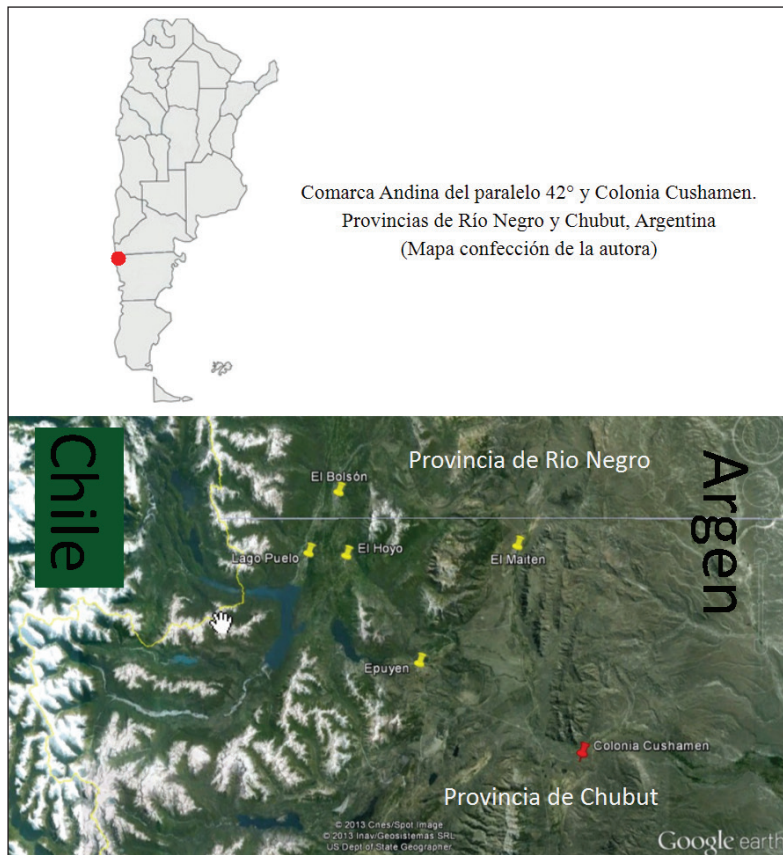 Comarca Andina del paralelo 42° y Colonia Cushamen.
Provincias de Río Negro y Chubut, Argentina
(Mapa confección de la autora)
Chile
Argen
Provincia de Rio Negro
El Bolsón
Lago Puelo
El Hoyo
El Maiten
Epuyen
Colonia Cushamen
Provincia de Chubut
© 2013 Cnes/Spot Image
© 2013 Inav/Geosistemas SRL
US Dept of State Geographer
Google earth